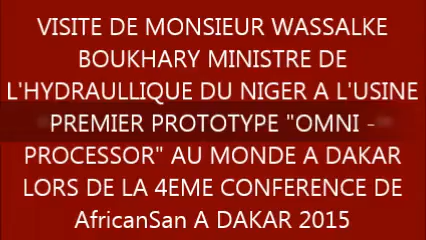 VISITE DE MONSIEUR WASSALKE
BOUKHARY MINISTRE DE
L'HYDRAULLIQUE DU NIGER A L'USINE
PREMIER PROTOTYPE "OMNI -
PROCESSOR" AU MONDE A DAKAR
LORS DE LA 4EME CONFERENCE DE
AfricanSan A DAKAR 2015